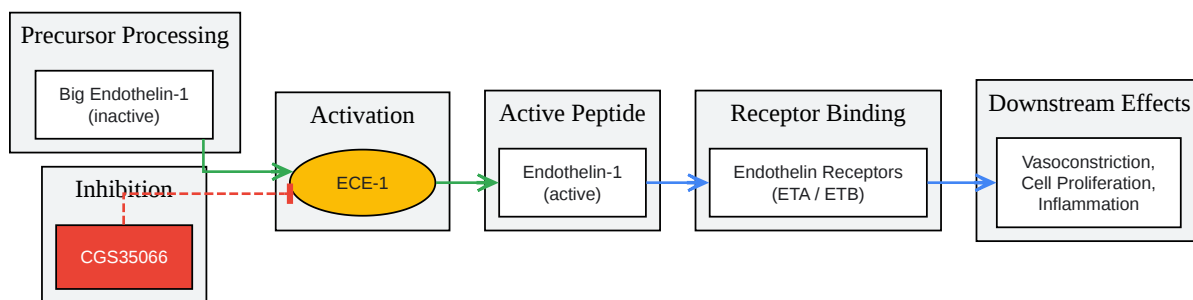 Precursor Processing
Big Endothelin-1
(inactive)
Inhibition
CGS35066
Activation
ECE-1
Active Peptide
Endothelin-1
(active)
Receptor Binding
Endothelin Receptors
(ETA / ETB)
Downstream Effects
Vasoconstriction,
Cell Proliferation,
Inflammation